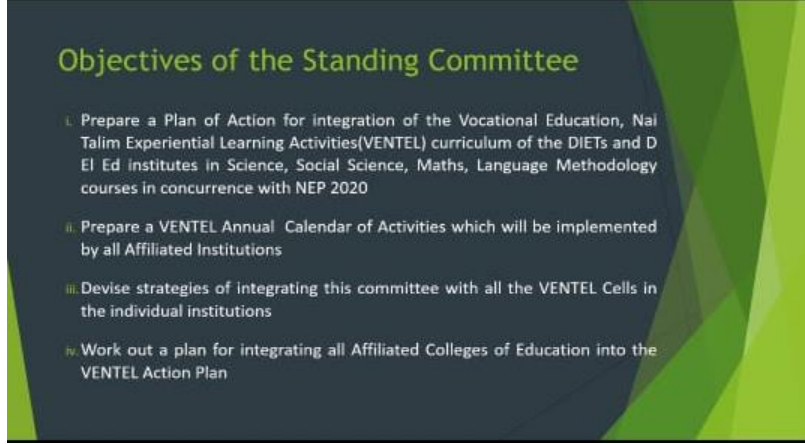 Objectives of the Standing Committee
i. Prepare a Plan of Action for integration of the Vocational Education, Nai
Talim Experiential Learning Activities(VENTEL) curriculum of the DIETs and D
El Ed institutes in Science, Social Science, Maths, Language Methodology
courses in concurrence with NEP 2020
ii. Prepare a VENTEL Annual Calendar of Activities which will be implemented
by all Affiliated Institutions
iii. Devise strategies of integrating this committee with all the VENTEL Cells in
the individual institutions
iv. Work out a plan for integrating all Affiliated Colleges of Education into the
VENTEL Action Plan